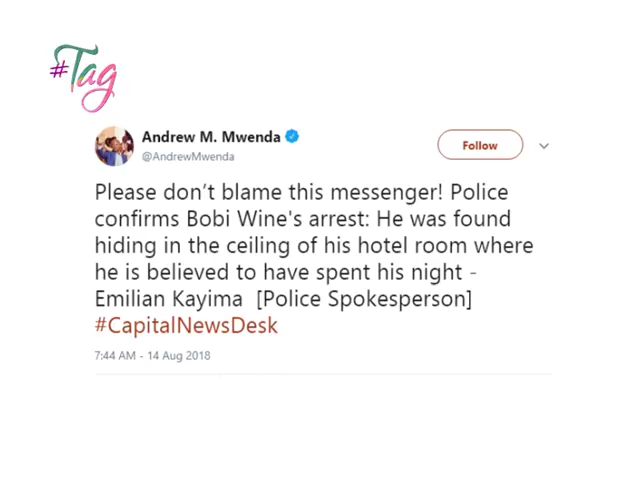 #Tag
Andrew M. Mwenda
@AndrewMwenda
Follow
Please don’t blame this messenger! Police
confirms Bobi Wine's arrest: He was found
hiding in the ceiling of his hotel room where
he is believed to have spent his night -
Emilian Kayima [Police Spokesperson]
#CapitalNewsDesk
7:44 AM - 14 Aug 2018